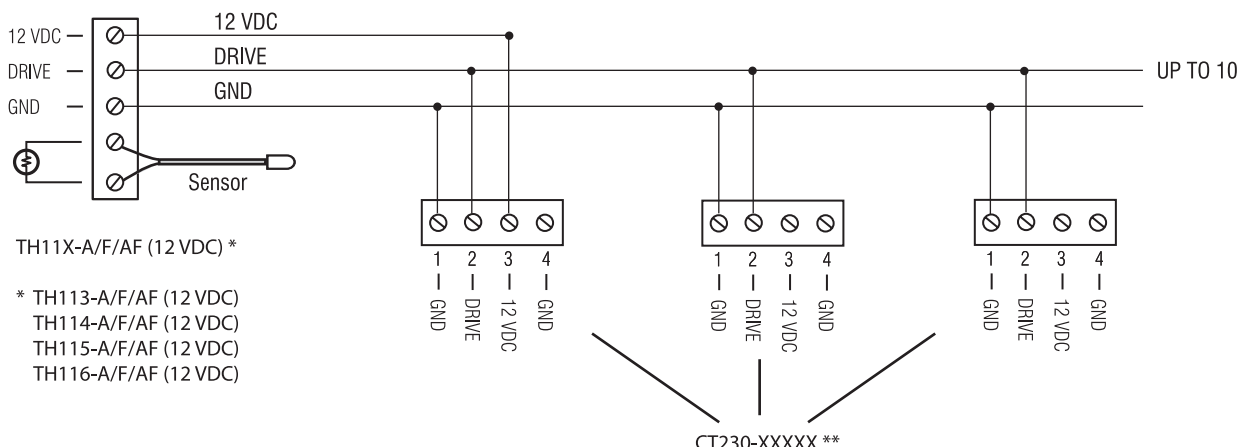 12 VDC
12 VDC
DRIVE
DRIVE
UP TO 10
GND
GND
Sensor
TH11X-A/F/AF (12 VDC) *
* TH113-A/F/AF (12 VDC)
TH114-A/F/AF (12 VDC)
TH115-A/F/AF (12 VDC)
TH116-A/F/AF (12 VDC)
1 2 3 4
GND
DRIVE
12 VDC
GND
1 2 3 4
GND
DRIVE
12 VDC
GND
1 2 3 4
GND
DRIVE
12 VDC
GND
CT230-XXXXX **